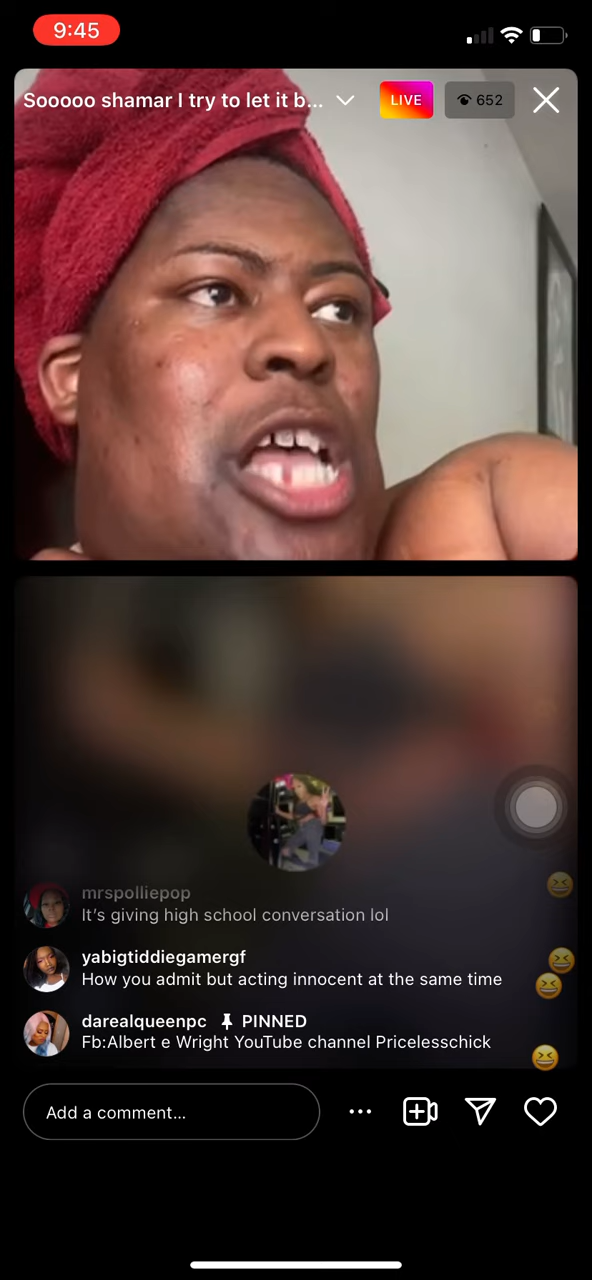 9:45
Sooooo shamar I try to let it b...
LIVE
652
mrspolliepop
It's giving high school conversation lol
yabigtiddiegamergf
How you admit but acting innocent at the same time
darealqueenpc PINNED
Fb:Albert e Wright YouTube channel Pricelesschick
Add a comment...